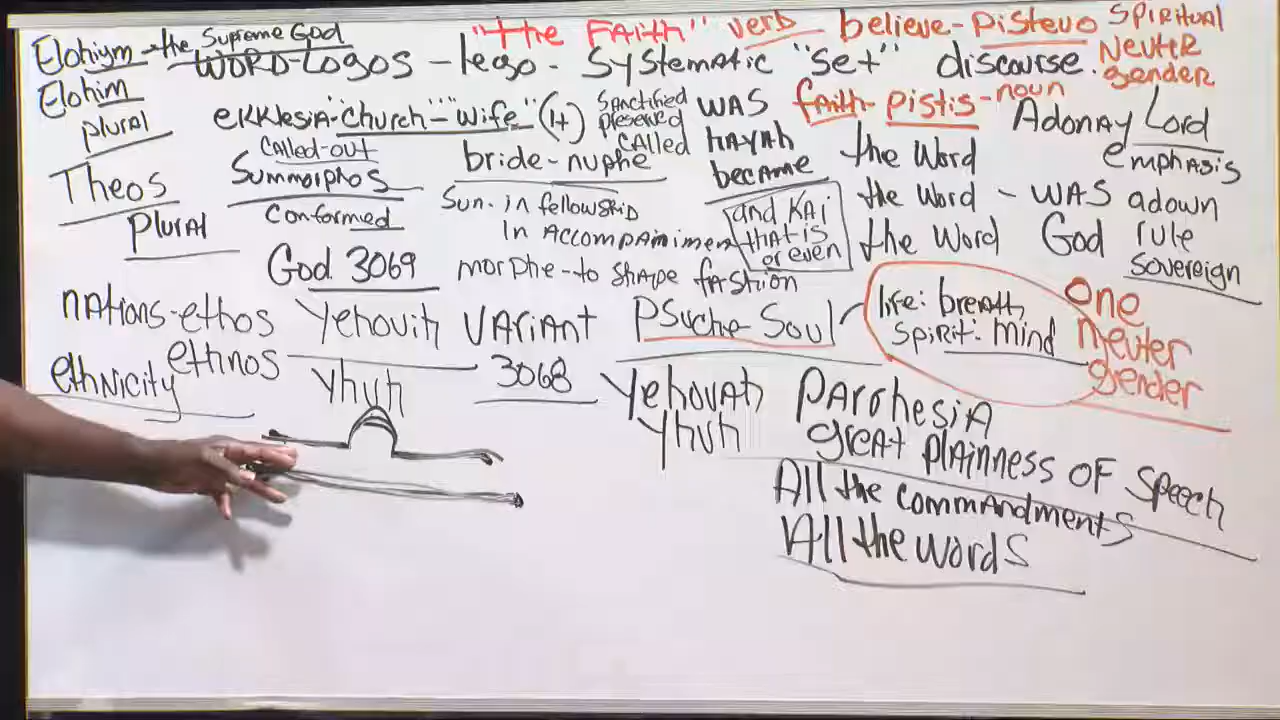 Elohiym - the Supreme God "the Faith" verb believe - Pisteuo Spiritual
WORD - Logos - lego - Systematic "Set" discourse. Neuter
gender
Elohim
plural
ekklesia - church - "wife" (H) Sanctified preserved called
was faith - pistis - noun Adonay Lord
Called-out bride - nuphe hayah the Word emphasis
Theos Summorphos became
Plural Conformed Sun. in fellowship the Word - was adown
in accompaniment and Kai that is or even the Word God rule
sovereign
God 3069 morphe - to shape fashion
nations - ethos Yehovih variant Psuche Soul life: breath
spirit: mind one
neuter
gender
ethnicity ethnos Yhvh 3068 Yehovah Parrhesia
Yhvh great plainness of speech
All the commandments
All the words